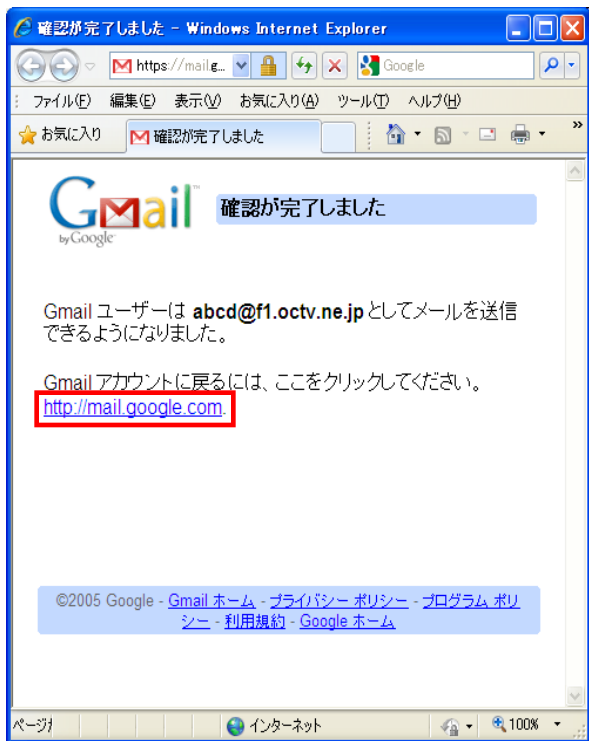 確認が完了しました - Windows Internet Explorer
https://mail.g... Google
ファイル(F) 編集(E) 表示(V) お気に入り(A) ツール(T) ヘルプ(H)
お気に入り 確認が完了しました »
Gmail™ 確認が完了しました
by Google
Gmail ユーザーは abcd@f1.octv.ne.jp としてメールを送信
できるようになりました。
Gmail アカウントに戻るには、ここをクリックしてください。
http://mail.google.com.
©2005 Google - Gmail ホーム - プライバシー ポリシー - プログラム ポリ
シー - 利用規約 - Google ホーム
ページカ インターネット 100%